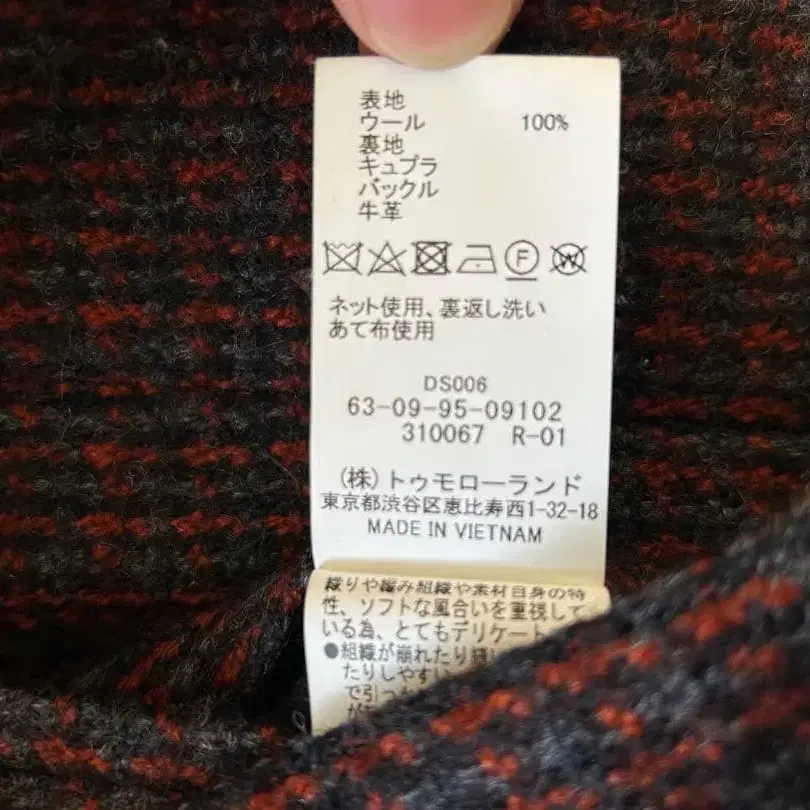 表地
ウール 100%
裏地
キュプラ
バックル
牛革
F W
ネット使用、裏返し洗い
あて布使用
DS006
63-09-95-09102
310067 R-01
(株)トゥモローランド
東京都渋谷区恵比寿西1-32-18
MADE IN VIETNAM
織りや編み組織や素材自身の特
性、ソフトな風合いを重視して
いる為、とてもデリケート
●組織が崩れたり縫
たりしやすい
で引っ
が